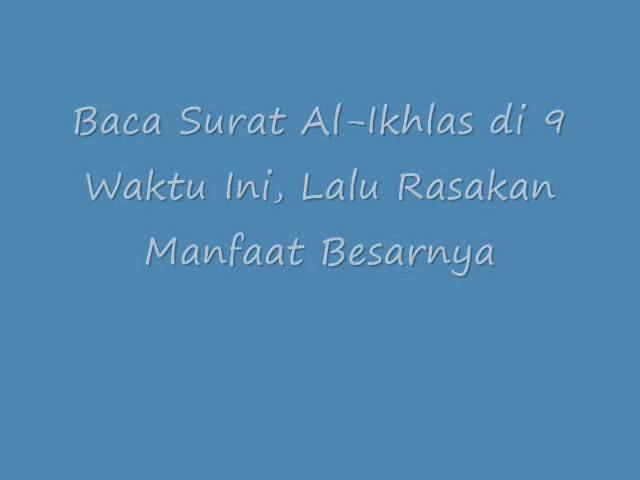 Baca Surat Al-Ikhlas di 9
Waktu Ini, Lalu Rasakan
Manfaat Besarnya